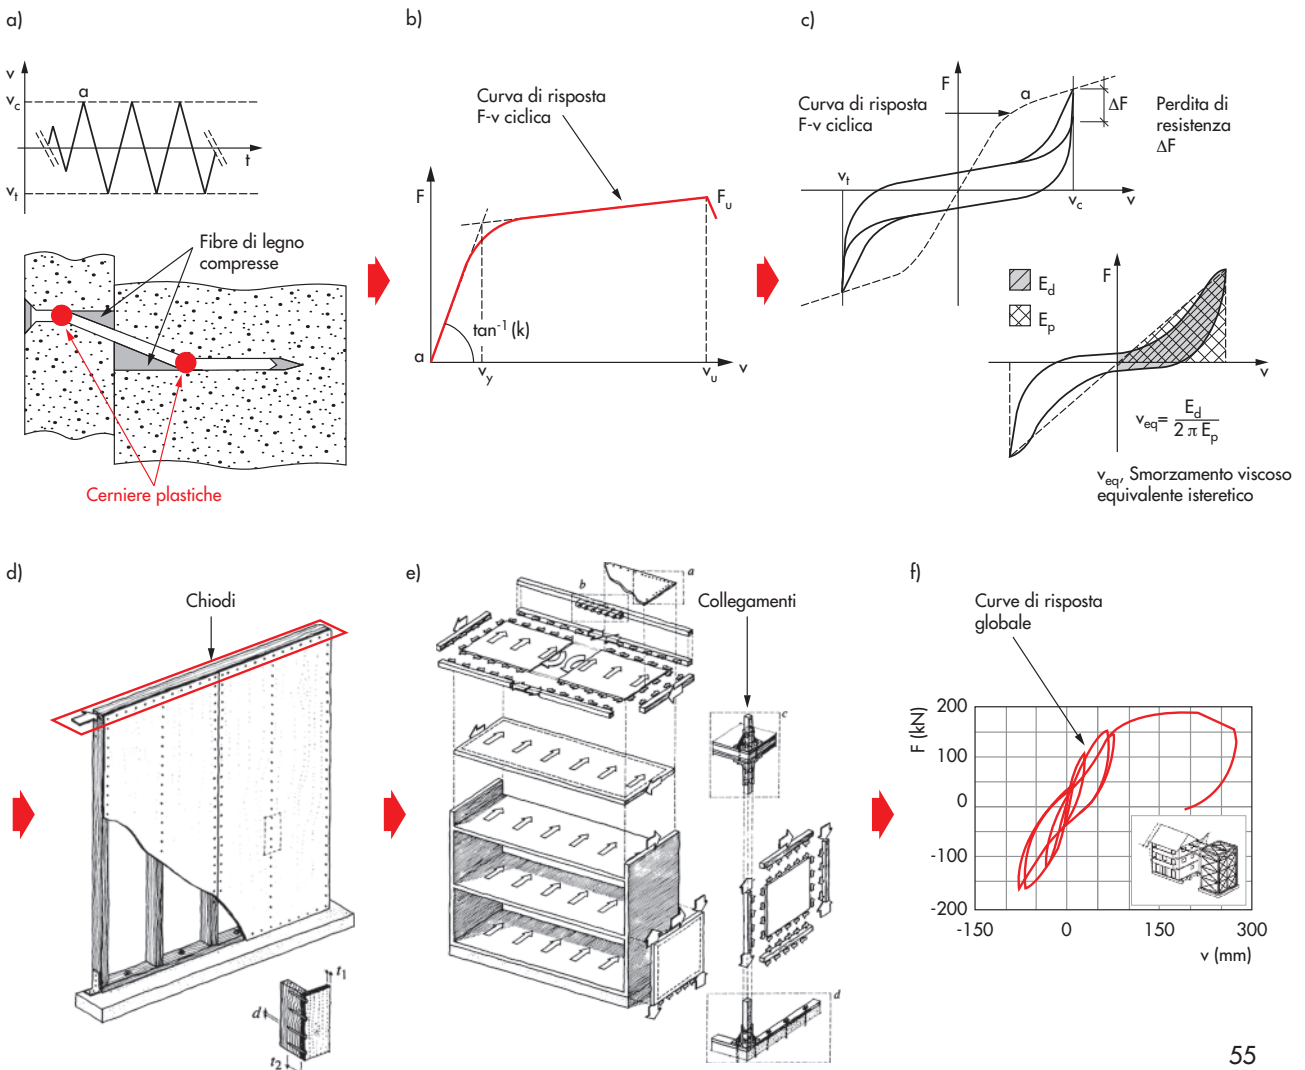 a)
v
v_c
a
t
v_t
Fibre di legno
compresse
Cerniere plastiche
b)
Curva di risposta
F-v ciclica
F
F_u
tan⁻¹(k)
a
v_y
v_u
v
c)
F
a
ΔF
Curva di risposta
F-v ciclica
Perdita di
resistenza
ΔF
v_t
v_c
v
E_d
E_p
F
v
v_eq = E_d / 2 π E_p
v_eq, Smorzamento viscoso
equivalente isteretico
d)
Chiodi
t_1
d
t_2
e)
a
b
Collegamenti
c
d
f)
Curve di risposta
globale
F (kN)
200
100
0
-100
-200
-150
0
150
300
v (mm)
55